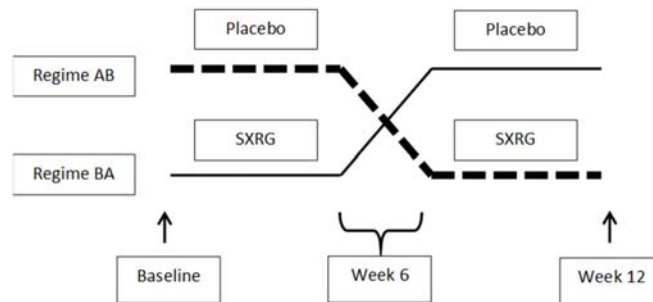 Placebo
Placebo
Regime AB
SXRG
SXRG
Regime BA
Baseline
Week 6
Week 12